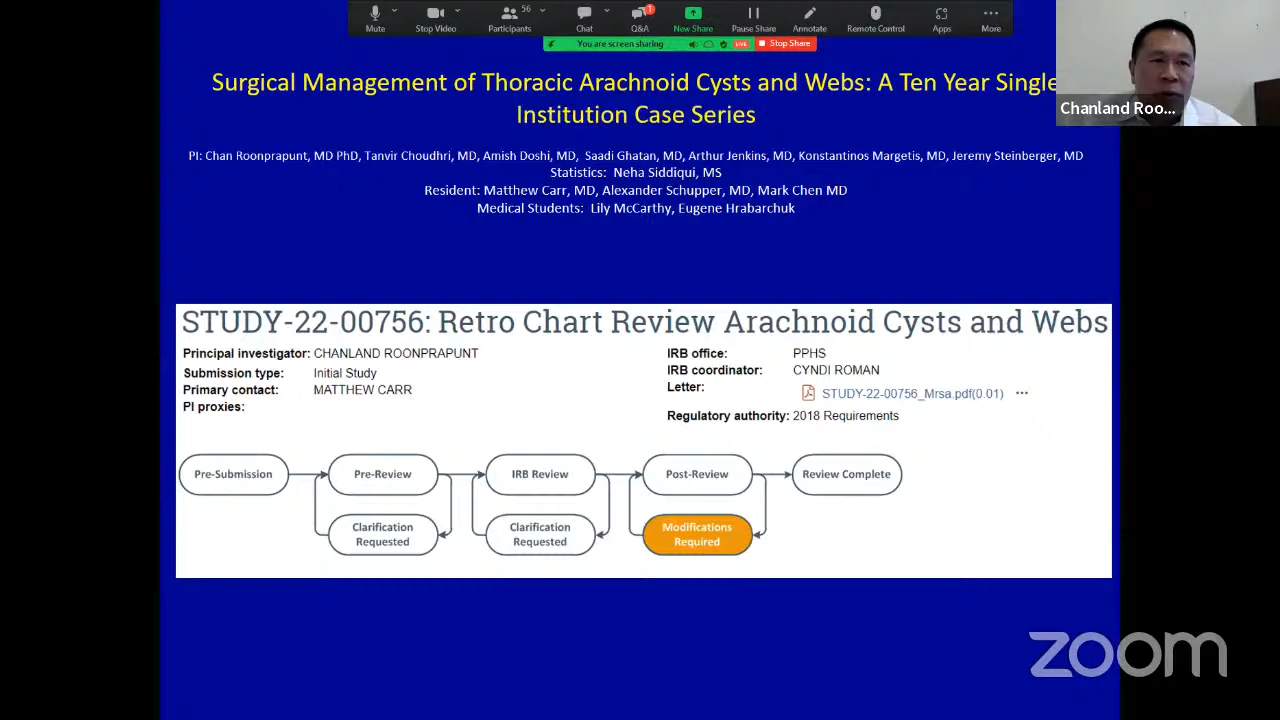 56
1
Mute
Stop Video
Participants
Chat
Q&A
New Share
Pause Share
Annotate
Remote Control
Apps
More
You are screen sharing
LIVE
Stop Share
Chanland Roo...
Surgical Management of Thoracic Arachnoid Cysts and Webs: A Ten Year Single
Institution Case Series
PI: Chan Roonprapunt, MD PhD, Tanvir Choudhri, MD, Amish Doshi, MD, Saadi Ghatan, MD, Arthur Jenkins, MD, Konstantinos Margetis, MD, Jeremy Steinberger, MD
Statistics: Neha Siddiqui, MS
Resident: Matthew Carr, MD, Alexander Schupper, MD, Mark Chen MD
Medical Students: Lily McCarthy, Eugene Hrabarchuk
STUDY-22-00756: Retro Chart Review Arachnoid Cysts and Webs
Principal investigator: CHANLAND ROONPRAPUNT
Submission type: Initial Study
Primary contact: MATTHEW CARR
PI proxies:
IRB office: PPHS
IRB coordinator: CYNDI ROMAN
Letter: STUDY-22-00756_Mrsa.pdf(0.01) ...
Regulatory authority: 2018 Requirements
Pre-Submission
Pre-Review
IRB Review
Post-Review
Review Complete
Clarification
Requested
Clarification
Requested
Modifications
Required
zoom